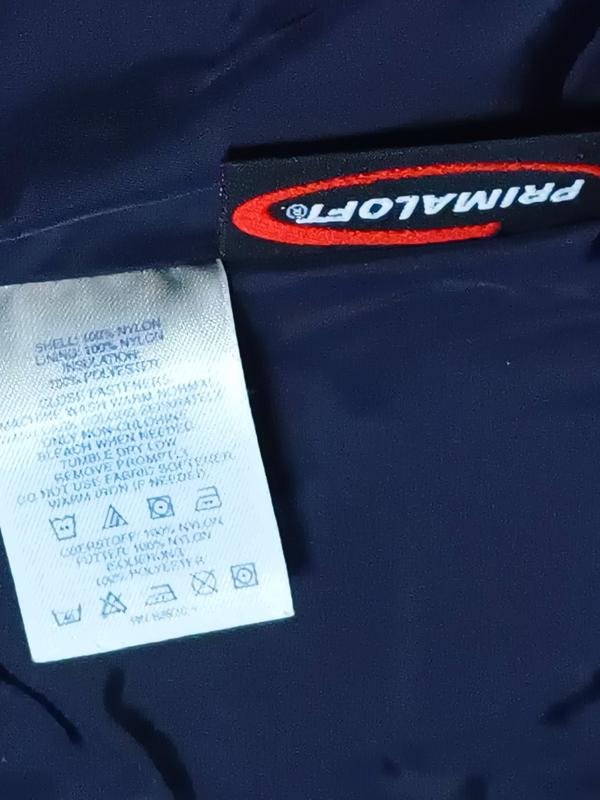 PRIMALOFT®
SHELL: 100% NYLON
LINING: 100% NYLON
INSULATION:
100% POLYESTER
CLOSE FASTENERS.
MACHINE WASH WARM NORMAL
ONLY NON-CHLORINE
BLEACH WHEN NEEDED.
TUMBLE DRY LOW
REMOVE PROMPTLY.
DO NOT USE FABRIC SOFTENER.
WARM IRON IF NEEDED.
OBERSTOFF: 100% NYLON
FUTTER: 100% NYLON
ISOLIERUNG:
100% POLYESTER